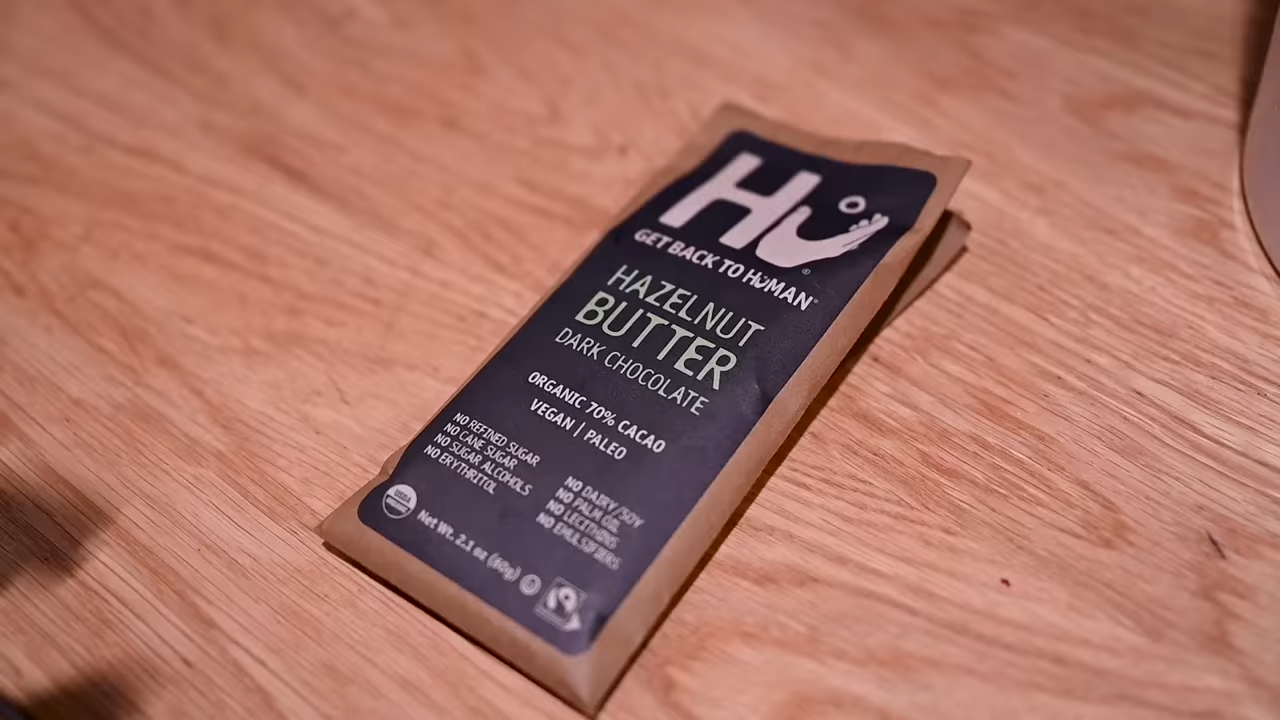 Hu
®
GET BACK TO HUMAN
HAZELNUT
BUTTER
DARK CHOCOLATE
ORGANIC 70% CACAO
VEGAN | PALEO
NO REFINED SUGAR
NO CANE SUGAR
NO SUGAR ALCOHOLS
NO ERYTHRITOL
NO DAIRY/SOY
NO PALM OIL
NO LECITHINS
NO EMULSIFIERS
USDA
ORGANIC
Net Wt. 2.1 oz (60g)